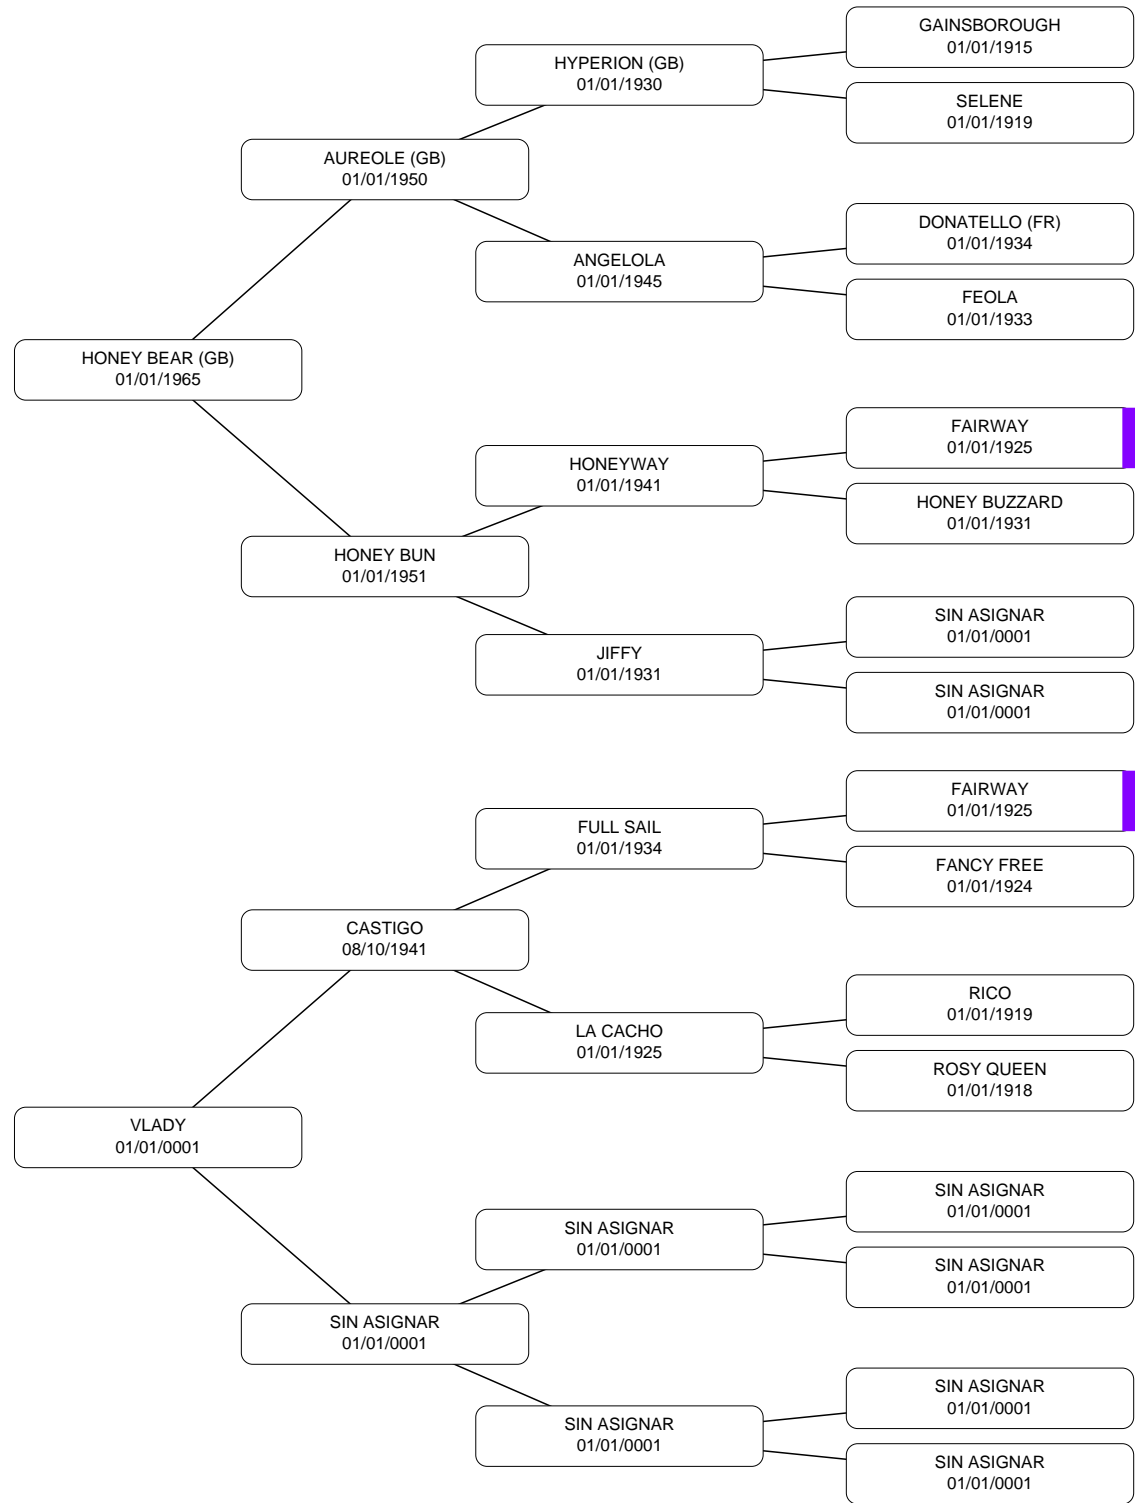 GAINSBOROUGH
01/01/1915
HYPERION (GB)
01/01/1930
SELENE
01/01/1919
AUREOLE (GB)
01/01/1950
DONATELLO (FR)
01/01/1934
ANGELOLA
01/01/1945
FEOLA
01/01/1933
HONEY BEAR (GB)
01/01/1965
FAIRWAY
01/01/1925
HONEYWAY
01/01/1941
HONEY BUZZARD
01/01/1931
HONEY BUN
01/01/1951
SIN ASIGNAR
01/01/0001
JIFFY
01/01/1931
SIN ASIGNAR
01/01/0001
FAIRWAY
01/01/1925
FULL SAIL
01/01/1934
FANCY FREE
01/01/1924
CASTIGO
08/10/1941
RICO
01/01/1919
LA CACHO
01/01/1925
ROSY QUEEN
01/01/1918
VLADY
01/01/0001
SIN ASIGNAR
01/01/0001
SIN ASIGNAR
01/01/0001
SIN ASIGNAR
01/01/0001
SIN ASIGNAR
01/01/0001
SIN ASIGNAR
01/01/0001
SIN ASIGNAR
01/01/0001
SIN ASIGNAR
01/01/0001